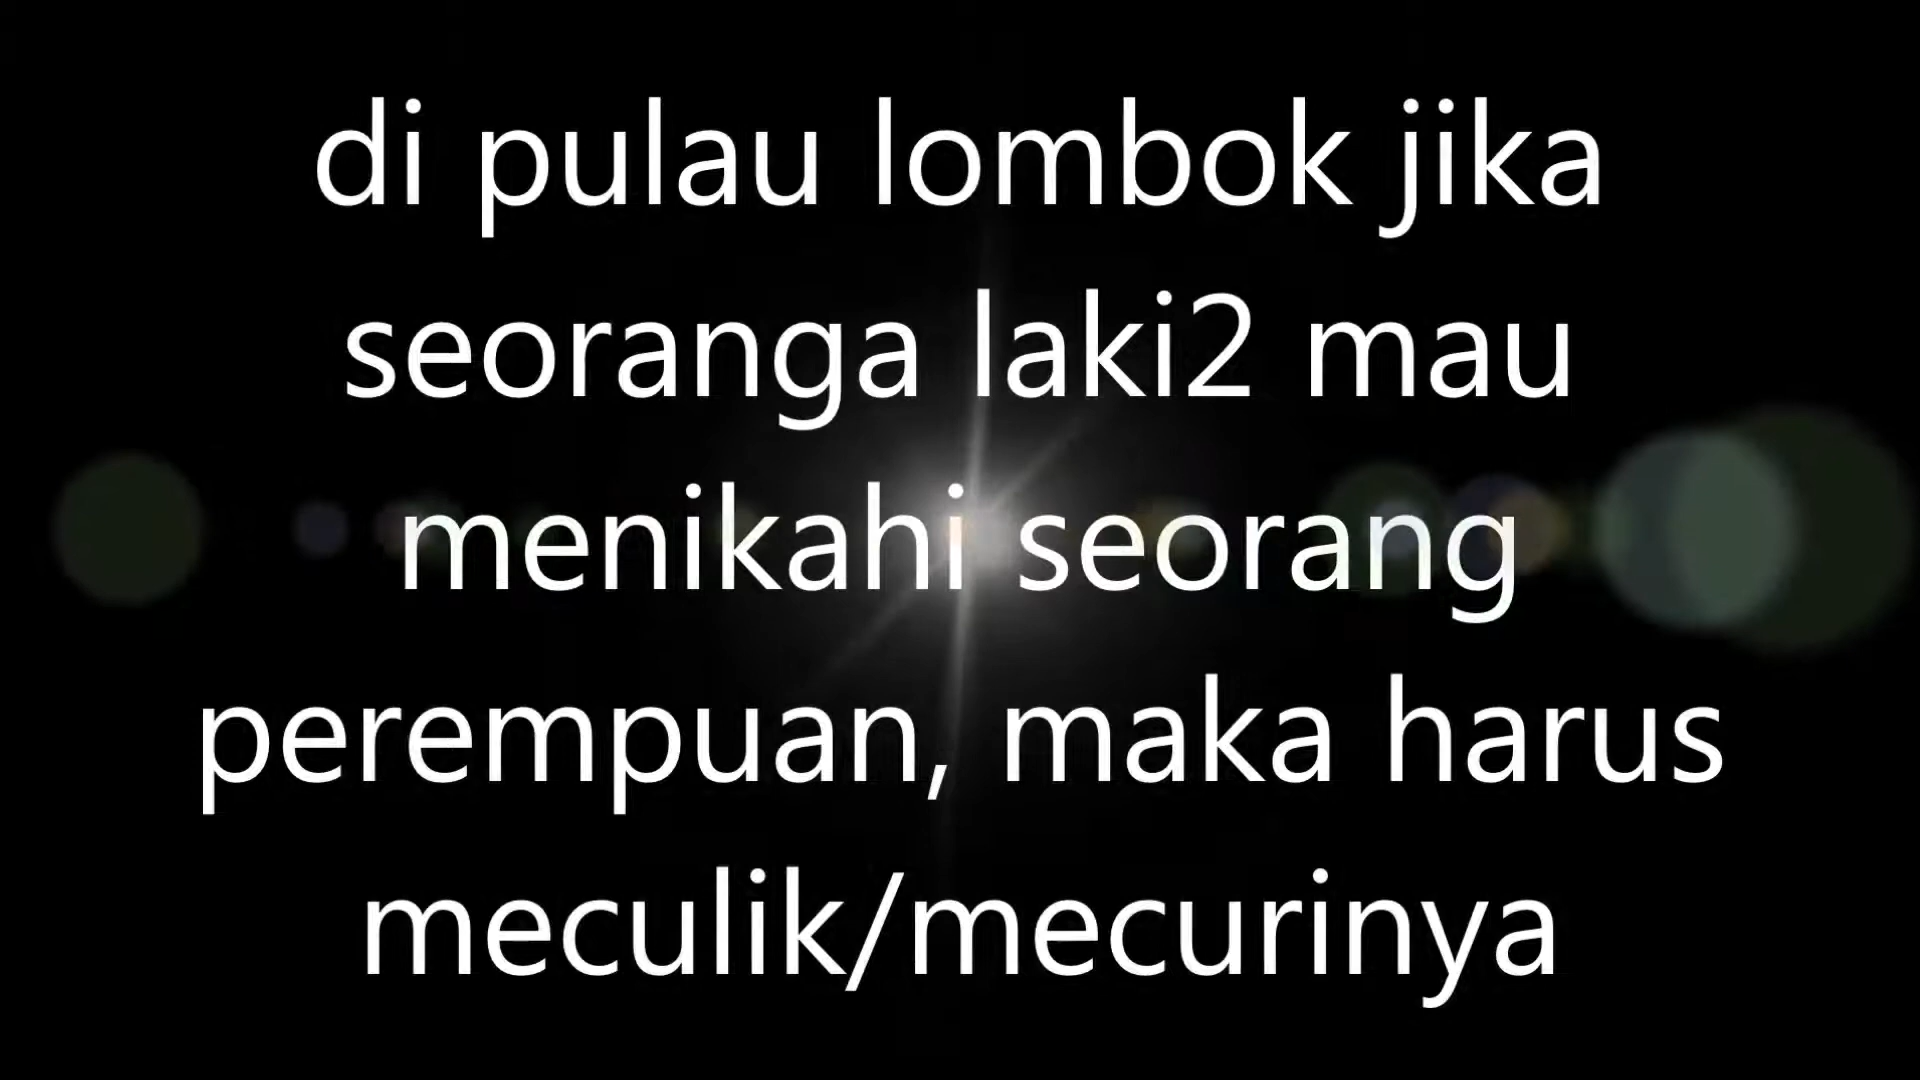 di pulau lombok jika
seoranga laki2 mau
menikahi seorang
perempuan, maka harus
meculik/mecurinya